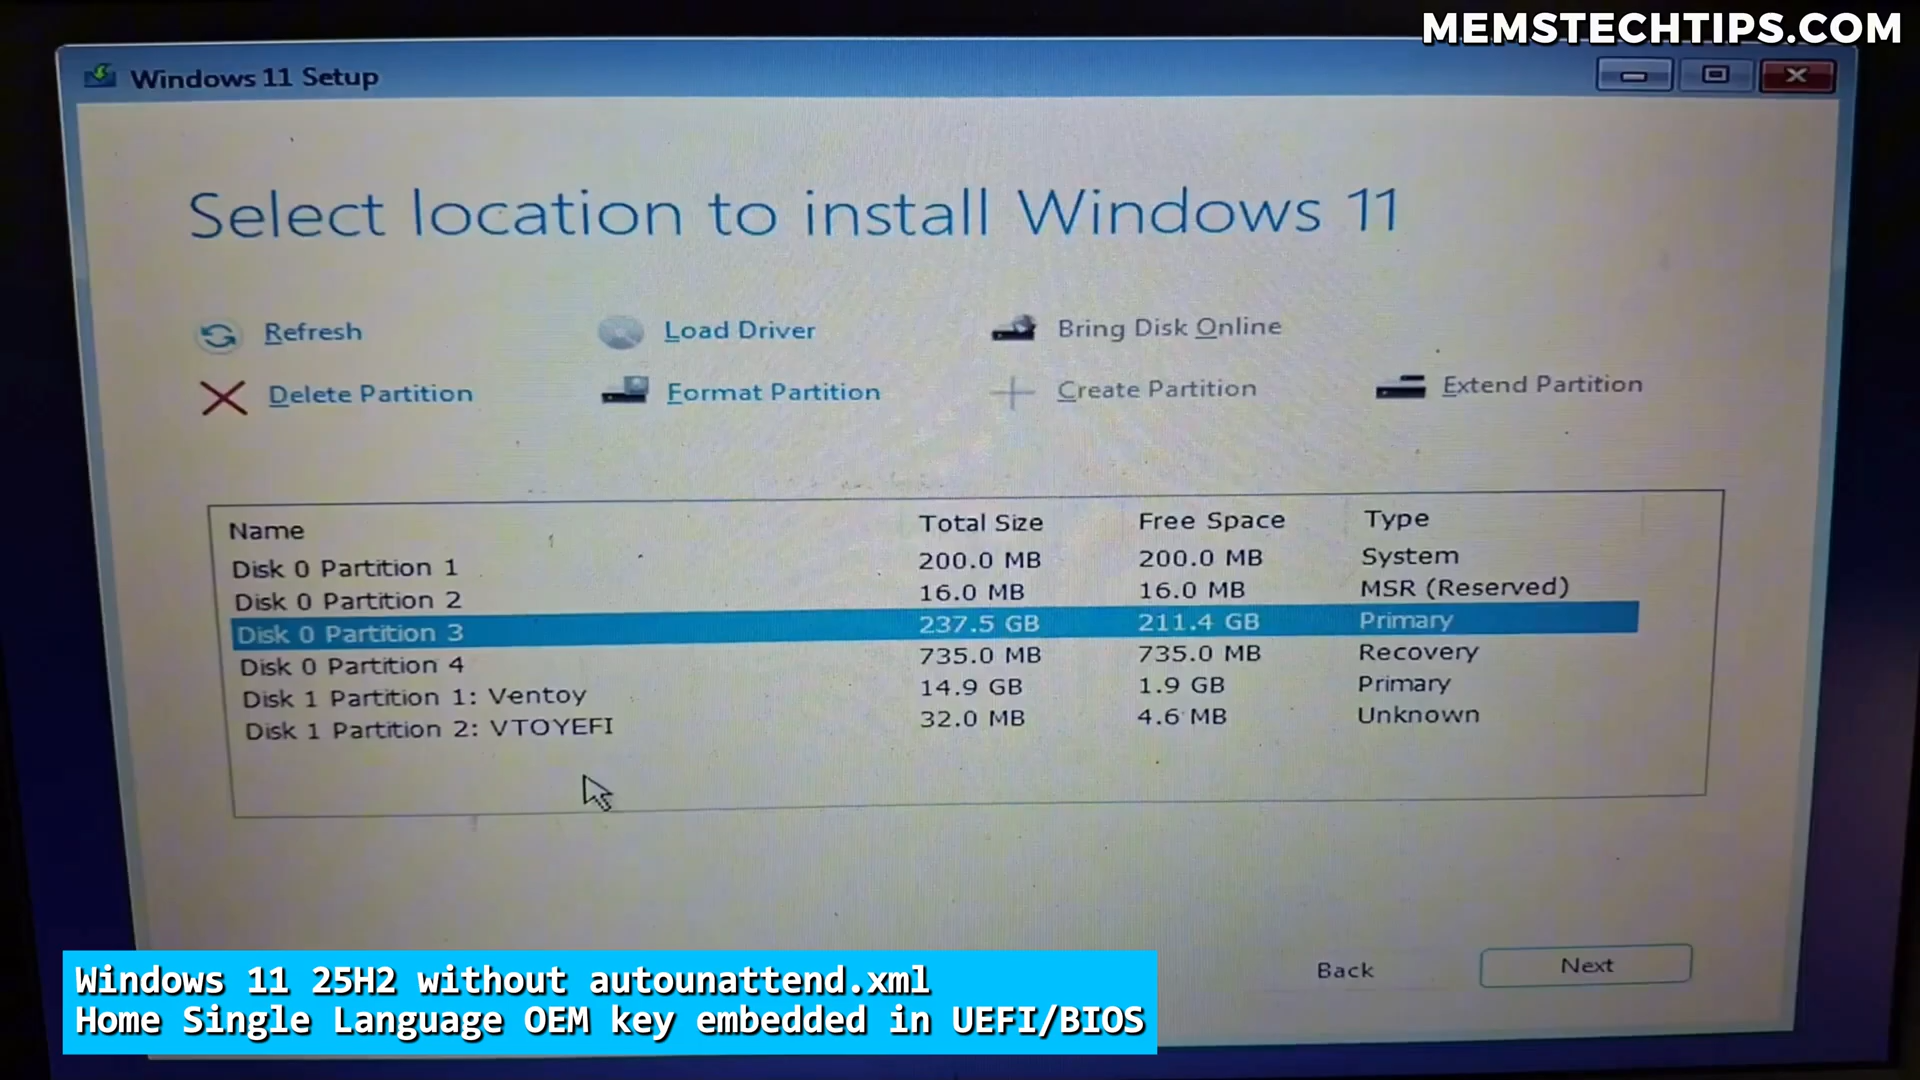 MEMSTECHTIPS.COM
Windows 11 Setup
Select location to install Windows 11
Refresh
Load Driver
Bring Disk Online
Delete Partition
Format Partition
Create Partition
Extend Partition
Name Total Size Free Space Type
Disk 0 Partition 1 200.0 MB 200.0 MB System
Disk 0 Partition 2 16.0 MB 16.0 MB MSR (Reserved)
Disk 0 Partition 3 237.5 GB 211.4 GB Primary
Disk 0 Partition 4 735.0 MB 735.0 MB Recovery
Disk 1 Partition 1: Ventoy 14.9 GB 1.9 GB Primary
Disk 1 Partition 2: VTOYEFI 32.0 MB 4.6 MB Unknown
Back
Next
Windows 11 25H2 without autounattend.xml
Home Single Language OEM key embedded in UEFI/BIOS